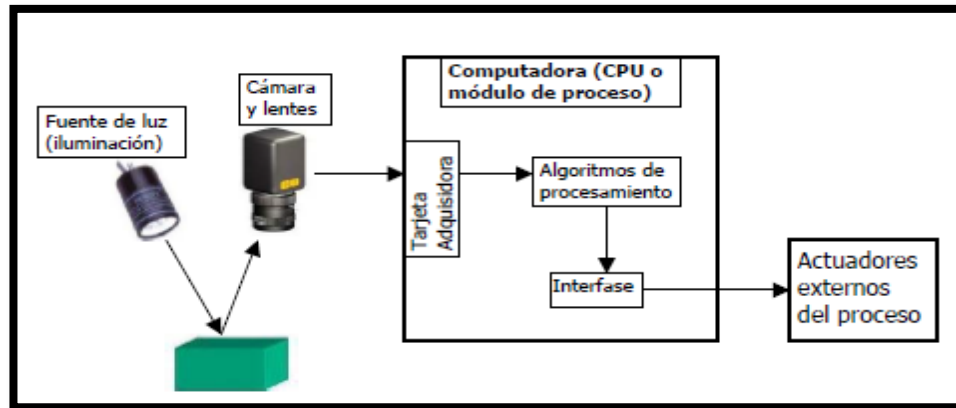 Fuente de luz
(iluminación)
Cámara
y lentes
Computadora (CPU o
módulo de proceso)
Tarjeta
Adquisidora
Algoritmos de
procesamiento
Interfase
Actuadores
externos
del proceso